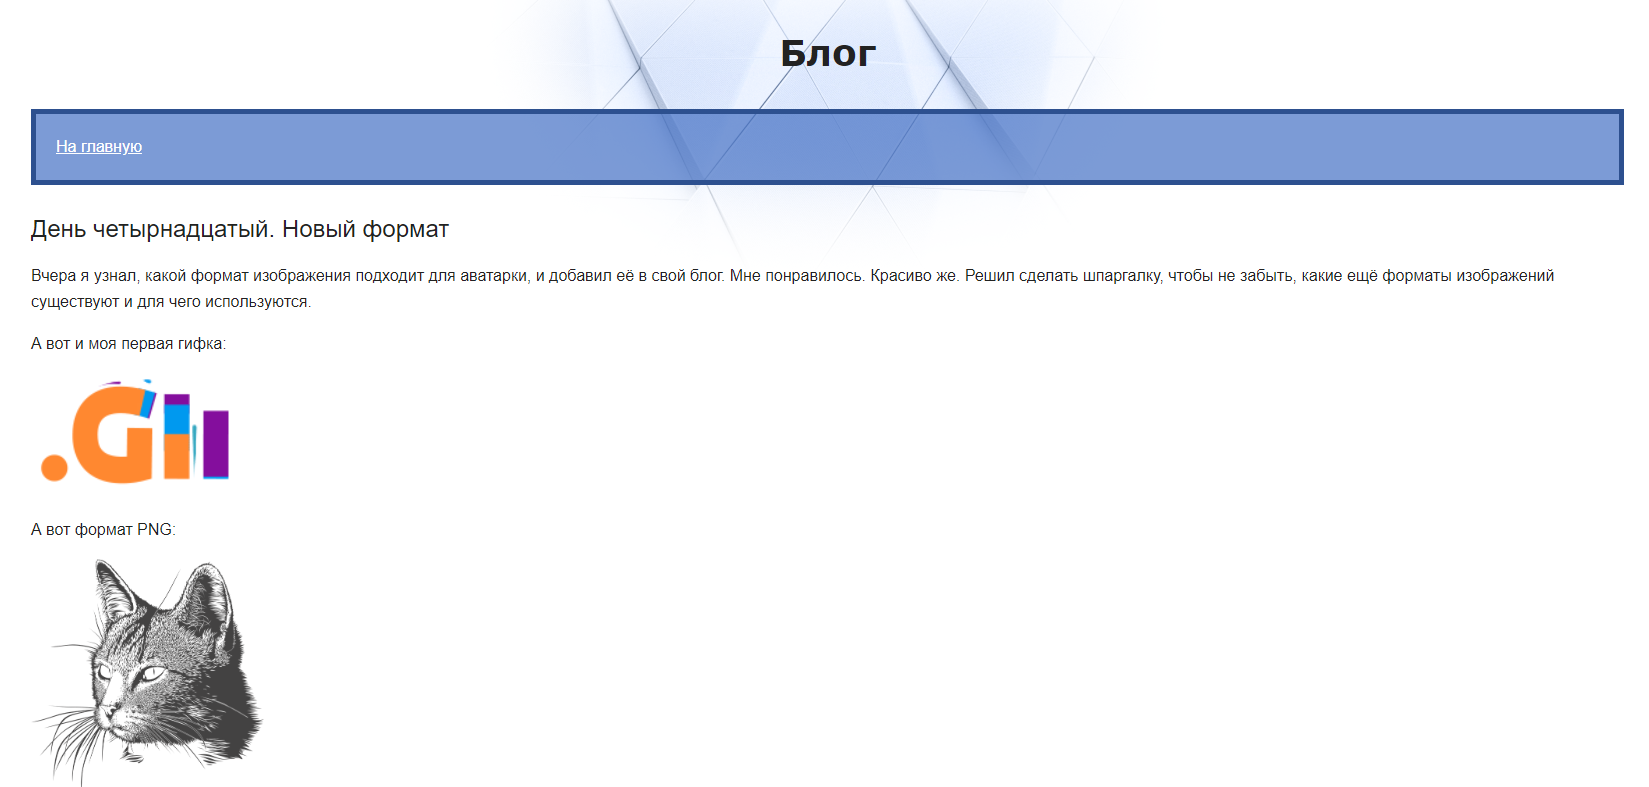 Блог
На главную
День четырнадцатый. Новый формат
Вчера я узнал, какой формат изображения подходит для аватарки, и добавил её в свой блог. Мне понравилось. Красиво же. Решил сделать шпаргалку, чтобы не забыть, какие ещё форматы изображений
существуют и для чего используются.
А вот и моя первая гифка:
.GI
А вот формат PNG: